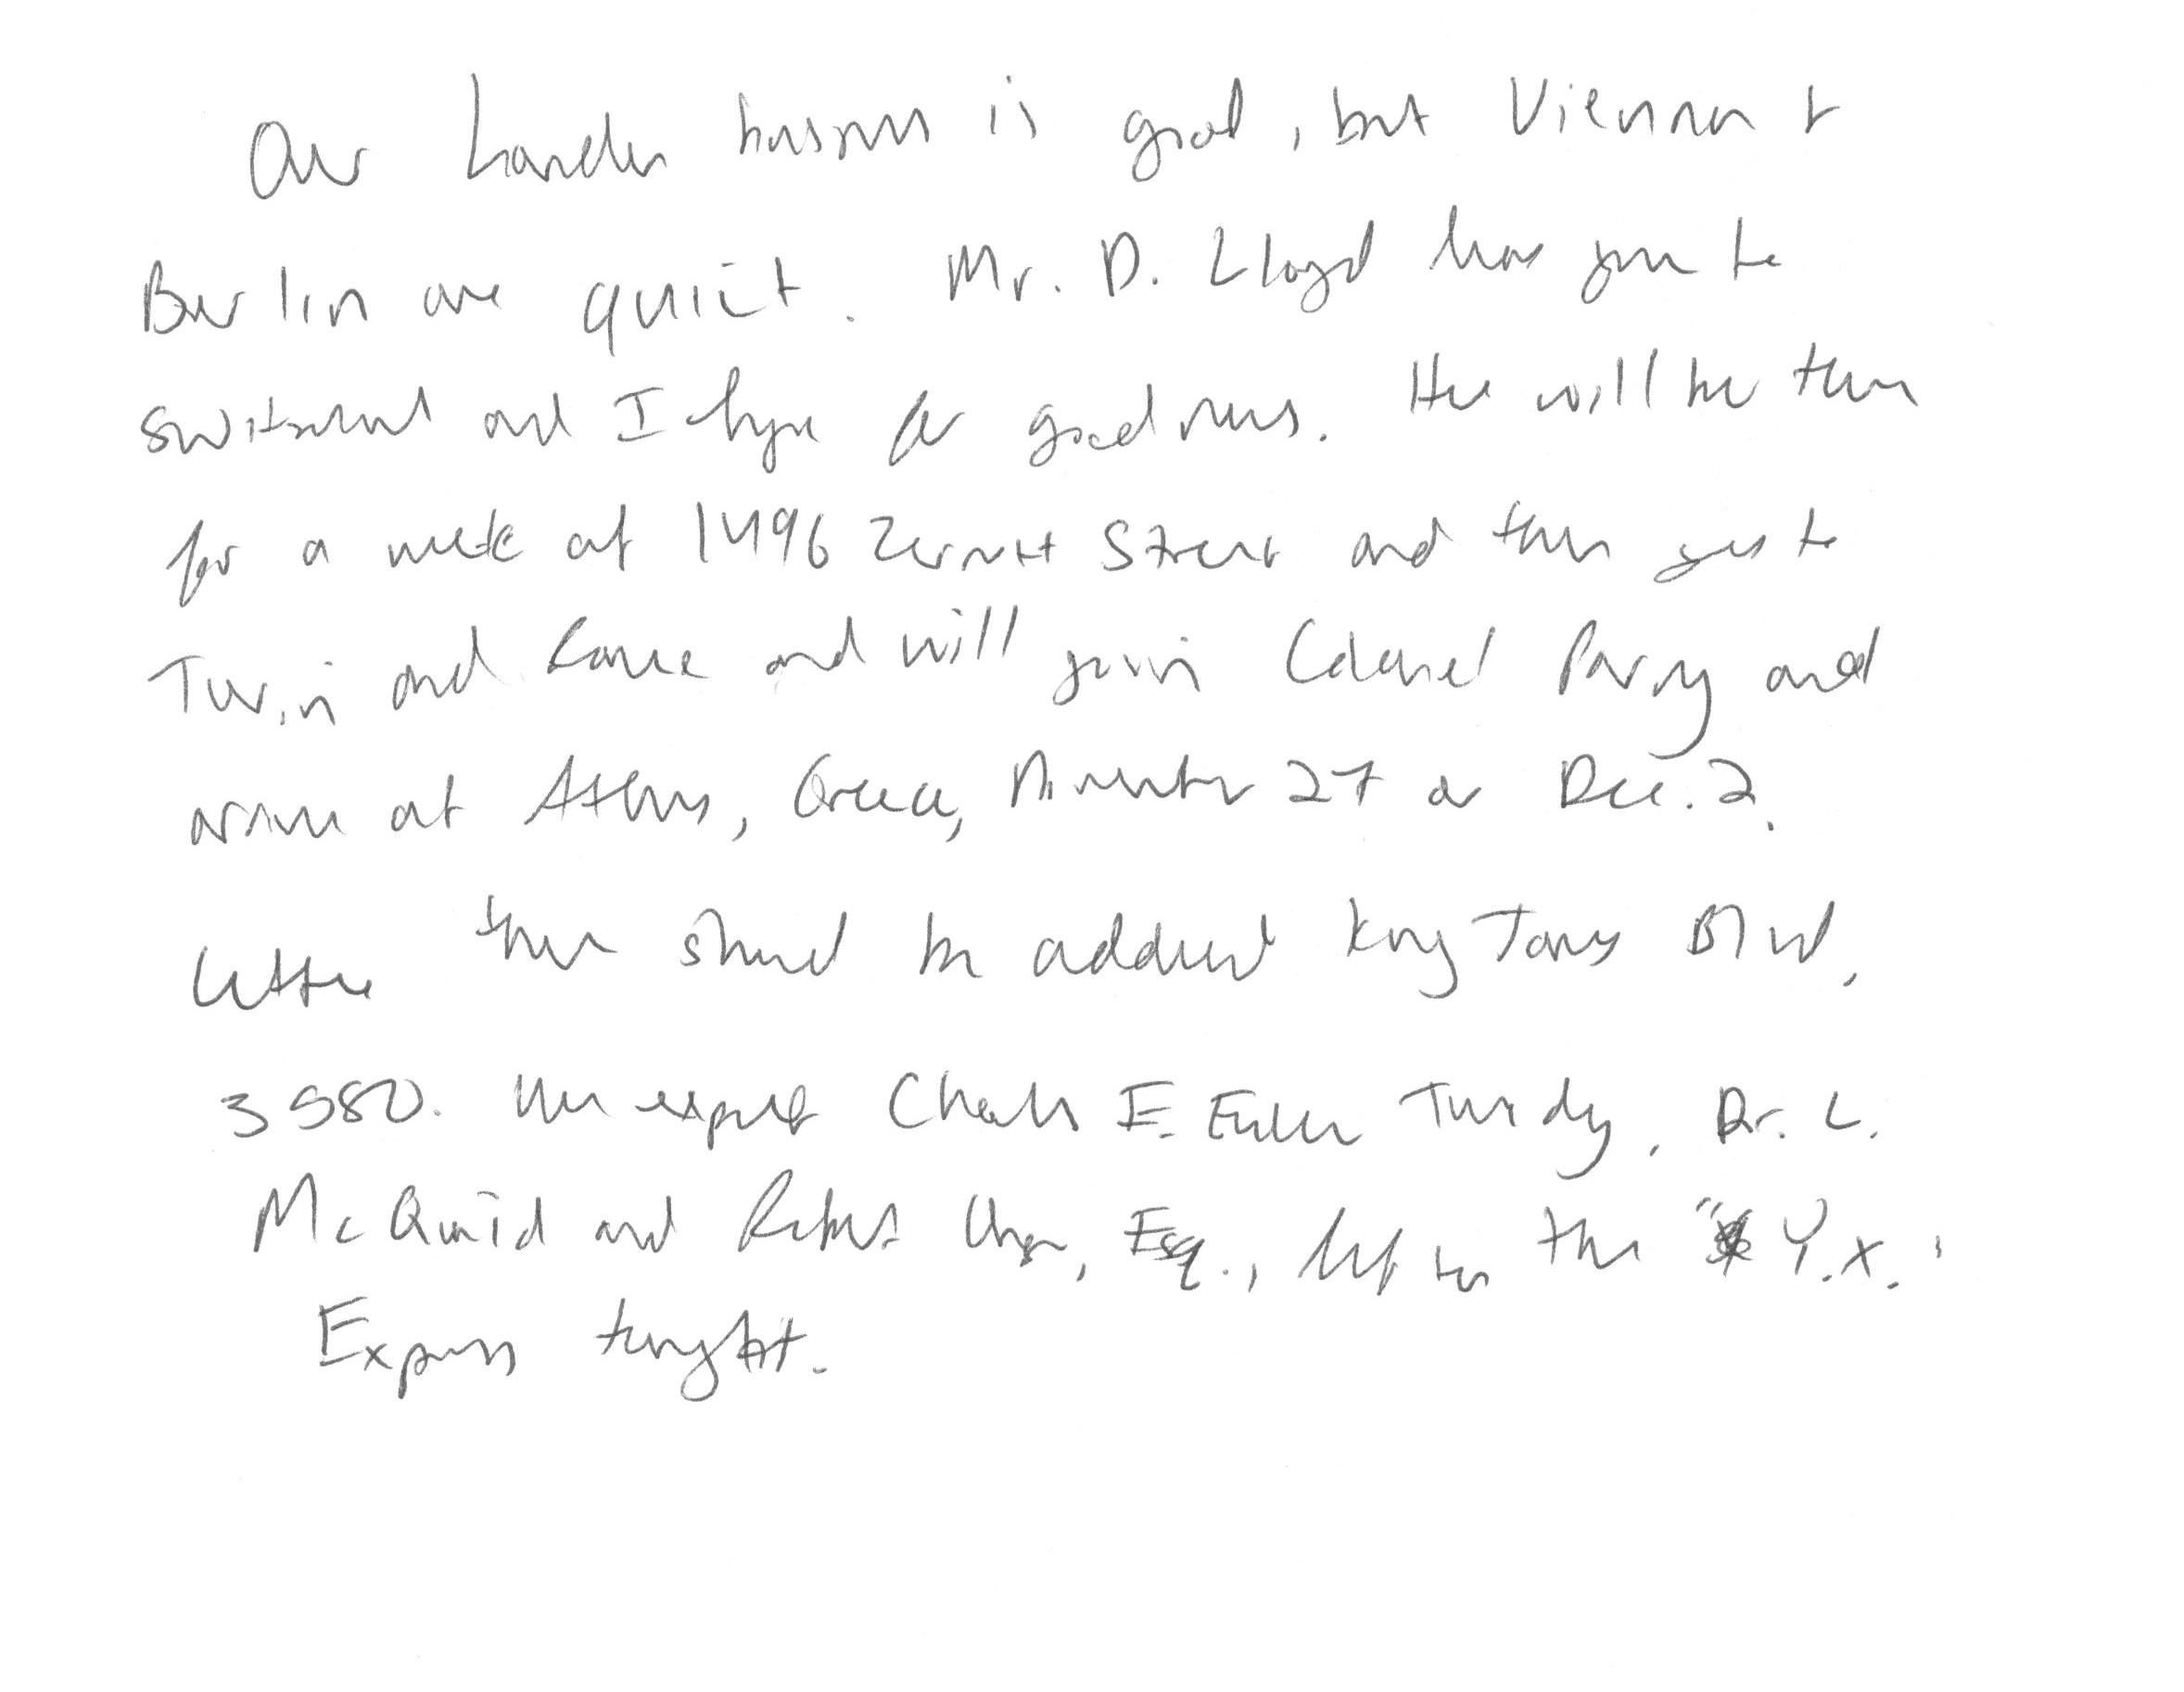 Our London business is good, but Vienna &
Berlin are quiet. Mr. D. Lloyd has gone to
Switzerland and I hope for good news. He will be there
for a week at 1496 Zermott Street and then goes to
Turin and Rome and will join Colonel Parry and
arrive at Athens, Greece, November 27 or Dec. 2.
Letters there should be addressed King James Blvd,
3580. We expect Charles E. Fuller Tuesday. Dr. L.
McQuaid and Robert Unger, Esq., left on the "Y.X."
Express tonight.